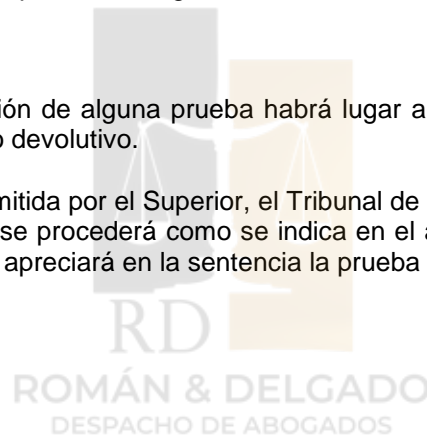 ión de alguna prueba habrá lugar a
o devolutivo.
mitida por el Superior, el Tribunal de
se procederá como se indica en el a
apreciará en la sentencia la prueba
RD
ROMÁN & DELGADO
DESPACHO DE ABOGADOS